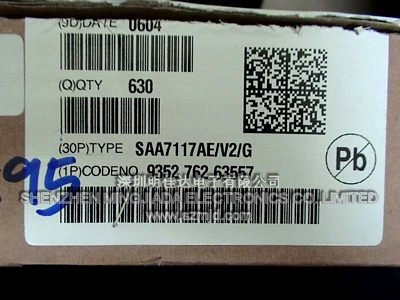 (9D)DATE 0604
(Q)QTY 630
(30P)TYPE SAA7117AE/V2/G
(1P)CODENO 9352 762 63557
Pb
95
深圳明佳达电子有限公司
SHENZHEN MINGJIADA ELECTRONICS CO.,LIMITED
www.ezmjd.com